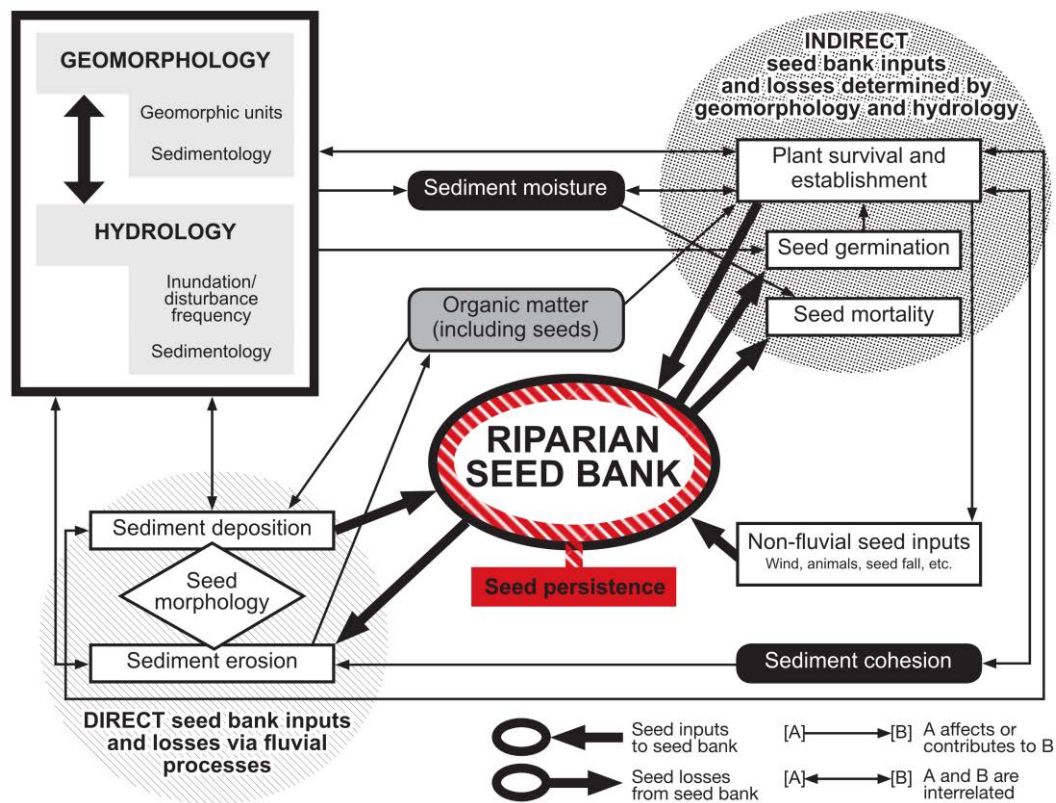 GEOMORPHOLOGY
Geomorphic units
Sedimentology
HYDROLOGY
Inundation/
disturbance
frequency
Sedimentology
INDIRECT
seed bank inputs
and losses determined by
geomorphology and hydrology
Plant survival and
establishment
Sediment moisture
Seed germination
Organic matter
(including seeds)
Seed mortality
RIPARIAN
SEED BANK
Sediment deposition
Seed
morphology
Sediment erosion
Seed persistence
Non-fluvial seed inputs
Wind, animals, seed fall, etc.
Sediment cohesion
DIRECT seed bank inputs
and losses via fluvial
processes
Seed inputs
to seed bank
[A] [B] A affects or
contributes to B
Seed losses
from seed bank
[A] [B] A and B are
interrelated